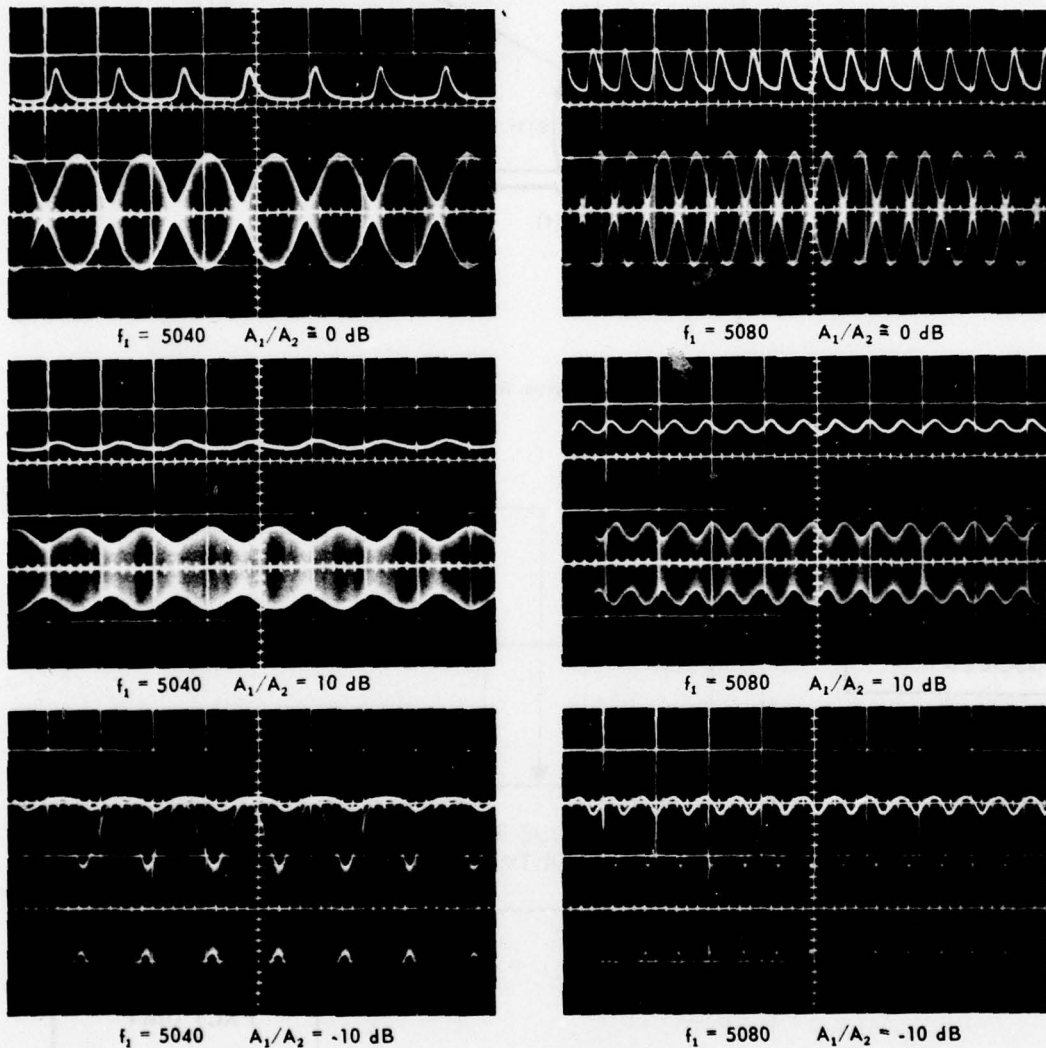 f₁ = 5040 A₁/A₂ ≅ 0 dB
f₁ = 5080 A₁/A₂ ≅ 0 dB
f₁ = 5040 A₁/A₂ = 10 dB
f₁ = 5080 A₁/A₂ = 10 dB
f₁ = 5040 A₁/A₂ = -10 dB
f₁ = 5080 A₁/A₂ = -10 dB